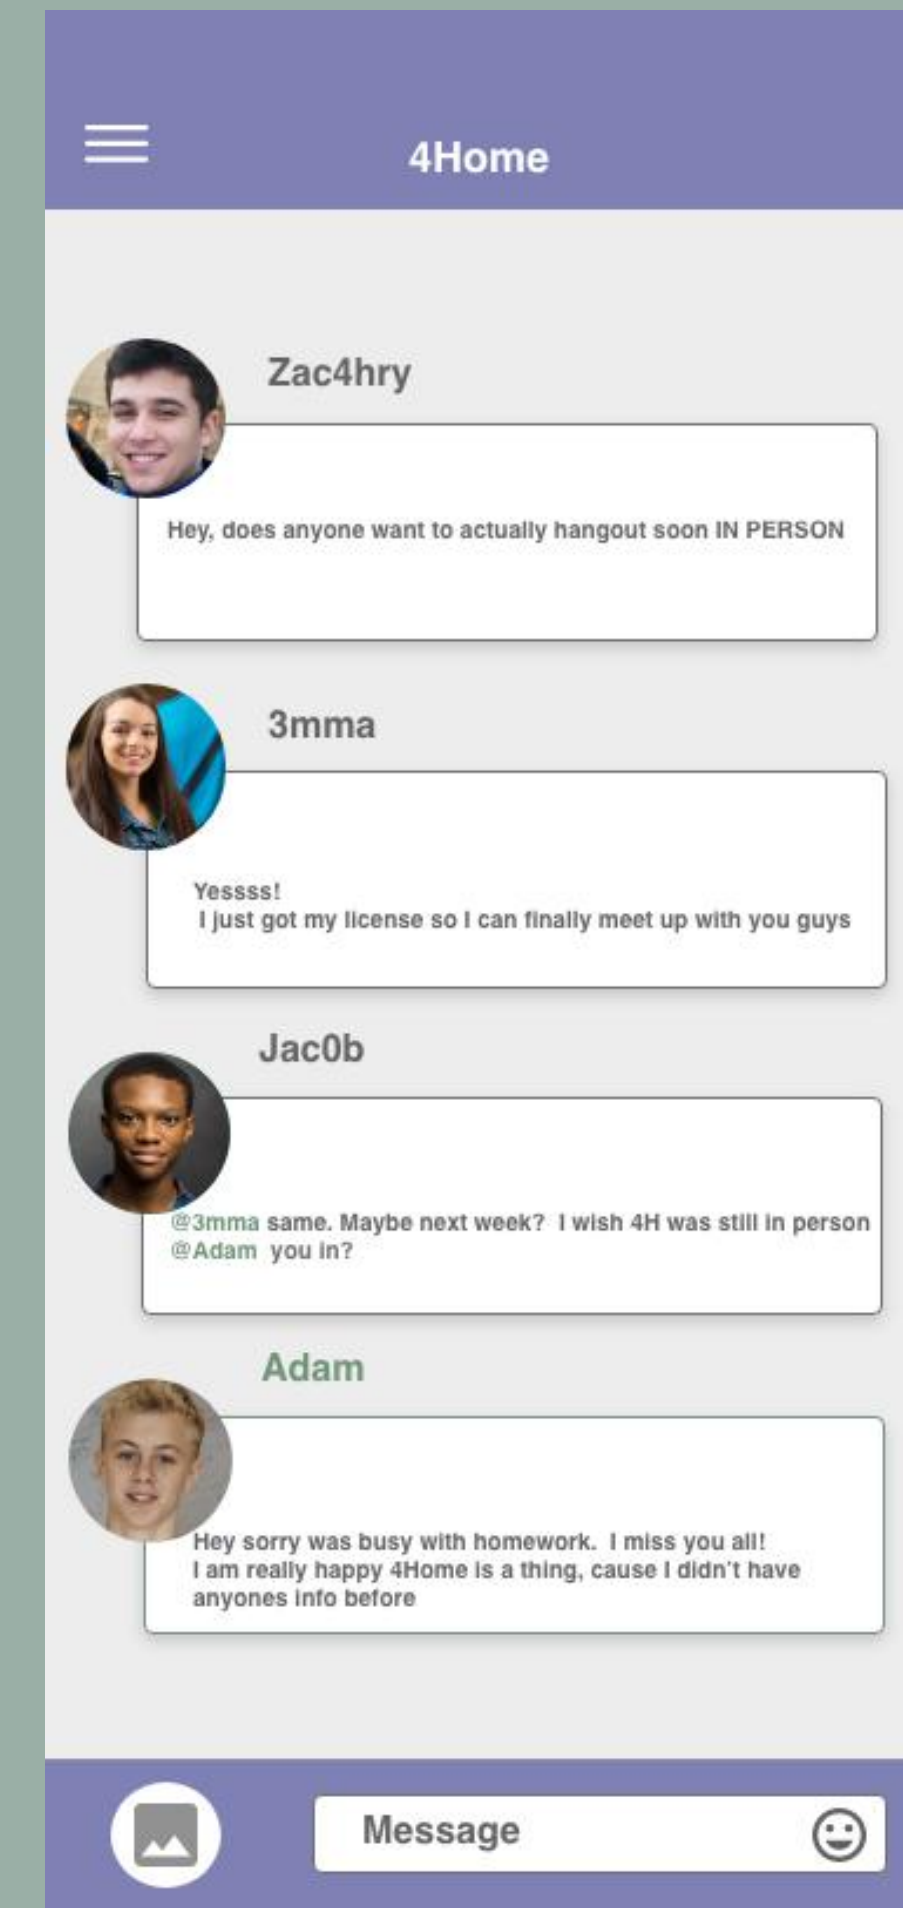 4Home
Zac4hry
Hey, does anyone want to actually hangout soon IN PERSON
3mma
Yessss!
I just got my license so I can finally meet up with you guys
Jac0b
@3mma same. Maybe next week? I wish 4H was still in person
@Adam you in?
Adam
Hey sorry was busy with homework. I miss you all!
I am really happy 4Home is a thing, cause I didn't have
anyones info before
Message